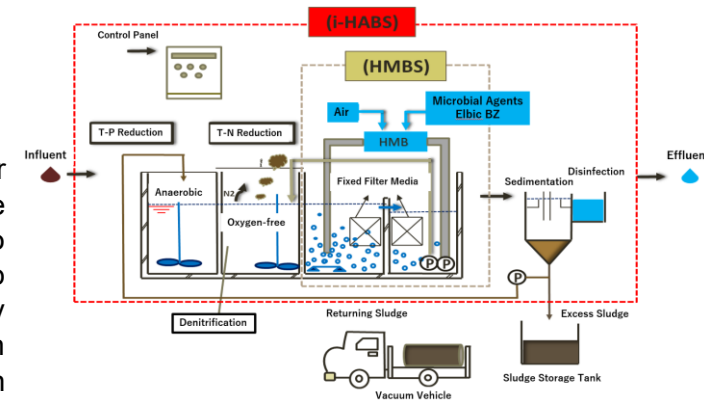 (i-HABS)
Control Panel
(HMBS)
Microbial Agents
Elbic BZ
Air
T-P Reduction
T-N Reduction
HMB
Influent
Effluen
Disinfection
Sedimentation
Fixed Filter Media
Anaerobic
N2
Oxygen-free
P P
P
Denitrification
Returning Sludge
Excess Sludge
Sludge Storage Tank
Vacuum Vehicle